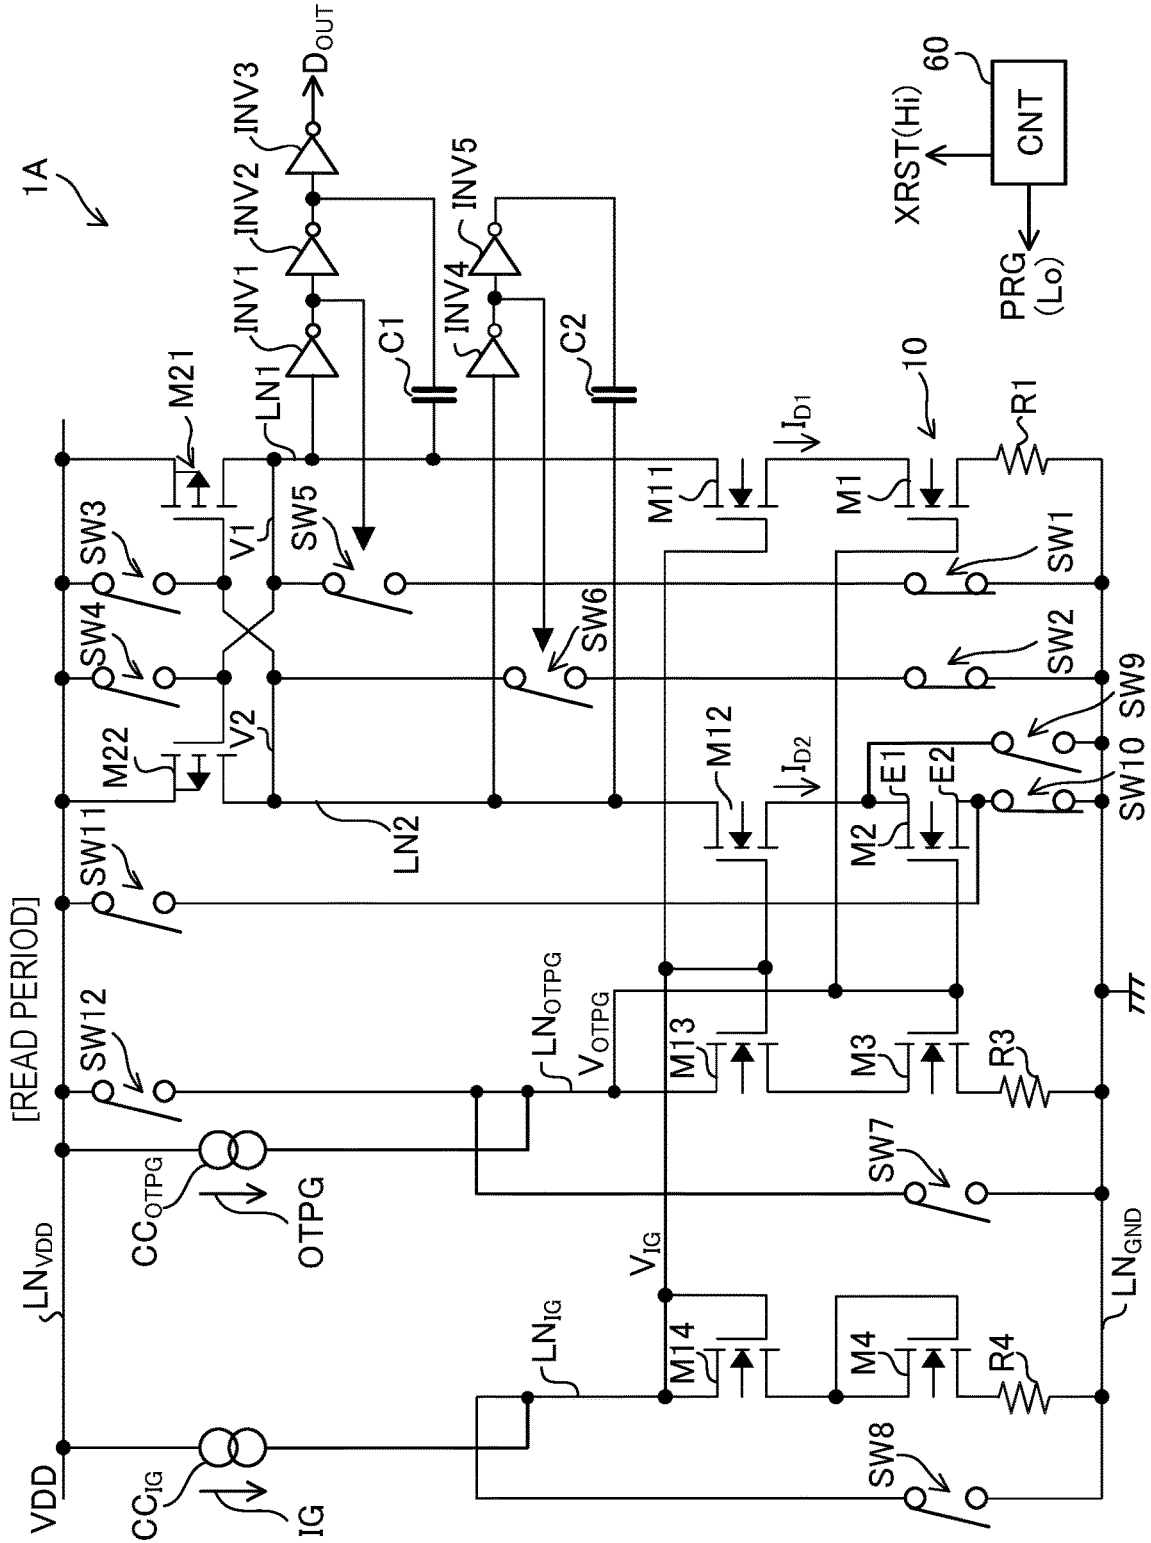 1A
[READ PERIOD]
VDD
LNVDD
SW12
SW11
M22
SW4
SW3
M21
CCIG
IG
CCOTPG
OTPG
V2
V1
LN1
INV1
INV2
INV3
DOUT
SW5
C1
LN2
INV4
INV5
SW6
C2
LNIG
LNOTPG
VOTPG
VIG
M14
M13
M12
M11
ID2
ID1
10
E1
E2
M4
M3
M2
M1
SW8
SW7
SW2
SW1
R4
R3
R1
SW10
SW9
LNGND
XRST(Hi)
60
CNT
PRG
(Lo)